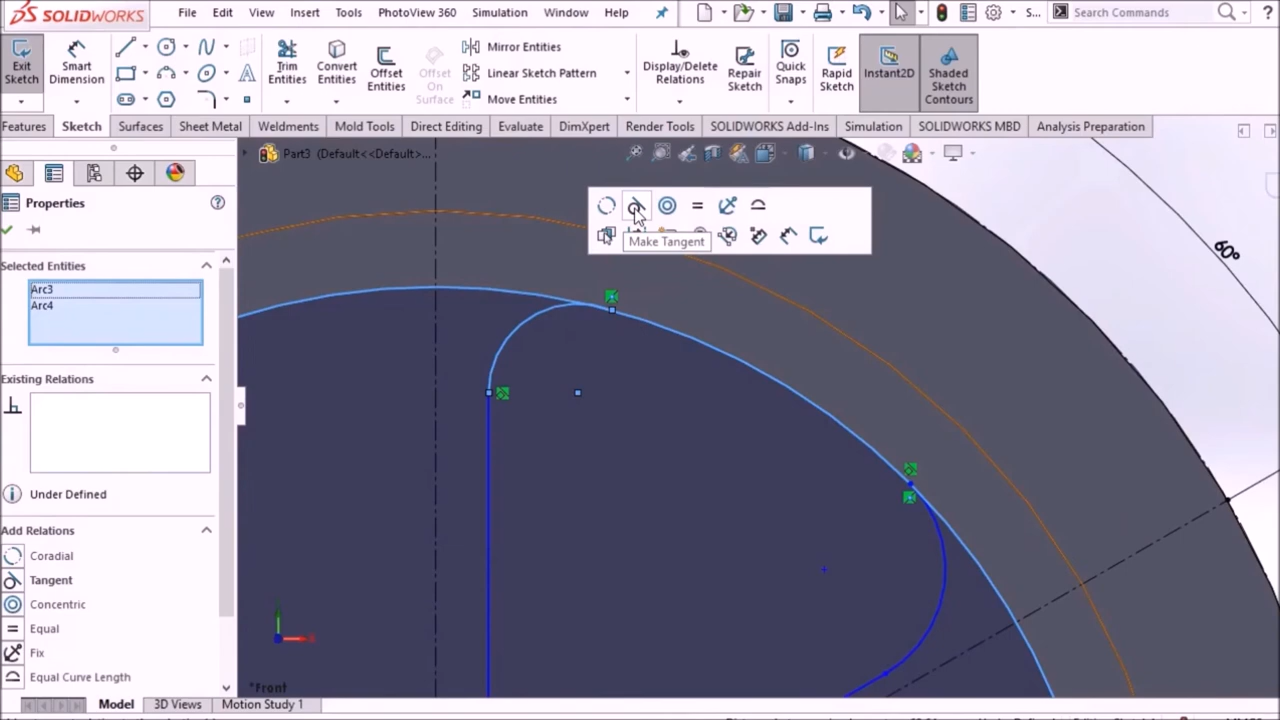 SOLIDWORKS
File Edit View Insert Tools PhotoView 360 Simulation Window Help
S... Search Commands ?
Exit Sketch
Smart Dimension
Trim Entities
Convert Entities
Offset Entities
Offset On Surface
Mirror Entities
Linear Sketch Pattern
Move Entities
Display/Delete Relations
Repair Sketch
Quick Snaps
Rapid Sketch
Instant2D
Shaded Sketch Contours
Features Sketch Surfaces Sheet Metal Weldments Mold Tools Direct Editing Evaluate DimXpert Render Tools SOLIDWORKS Add-Ins Simulation SOLIDWORKS MBD Analysis Preparation
Part3 (Default<<Default>...
Properties
Selected Entities
Arc3
Arc4
Existing Relations
Under Defined
Add Relations
Coradial
Tangent
Concentric
Equal
Fix
Equal Curve Length
Make Tangent
60°
*Front
Model 3D Views Motion Study 1